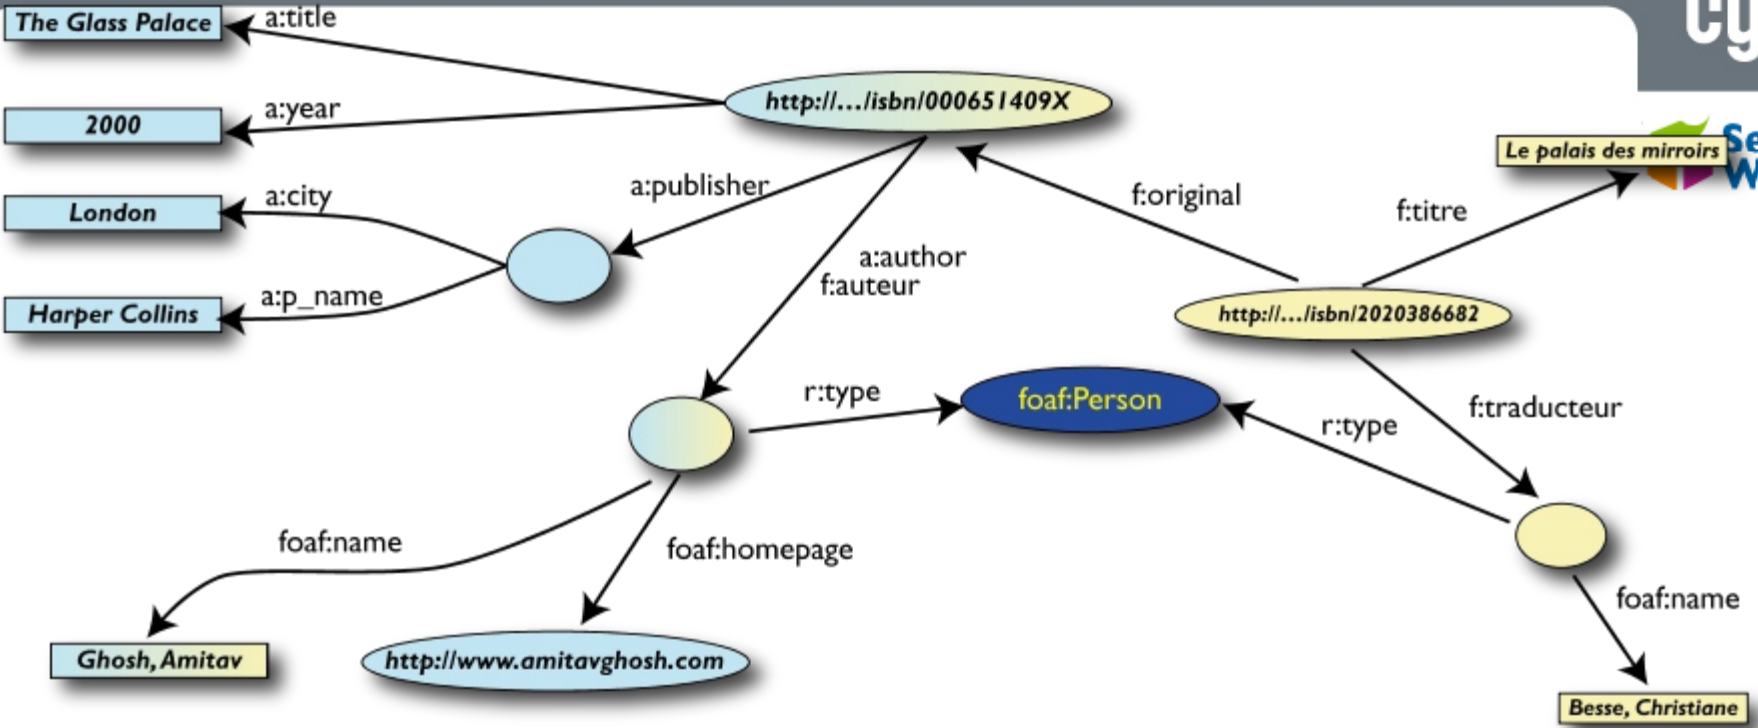 The Glass Palace
a:title
http://.../isbn/000651409X
a:year
2000
Le palais des mirroirs
a:publisher
f:original
f:titre
a:city
London
a:author
f:auteur
a:p_name
Harper Collins
http://.../isbn/2020386682
r:type
foaf:Person
f:traducteur
r:type
foaf:name
foaf:homepage
foaf:name
Ghosh, Amitav
http://www.amitavghosh.com
Besse, Christiane